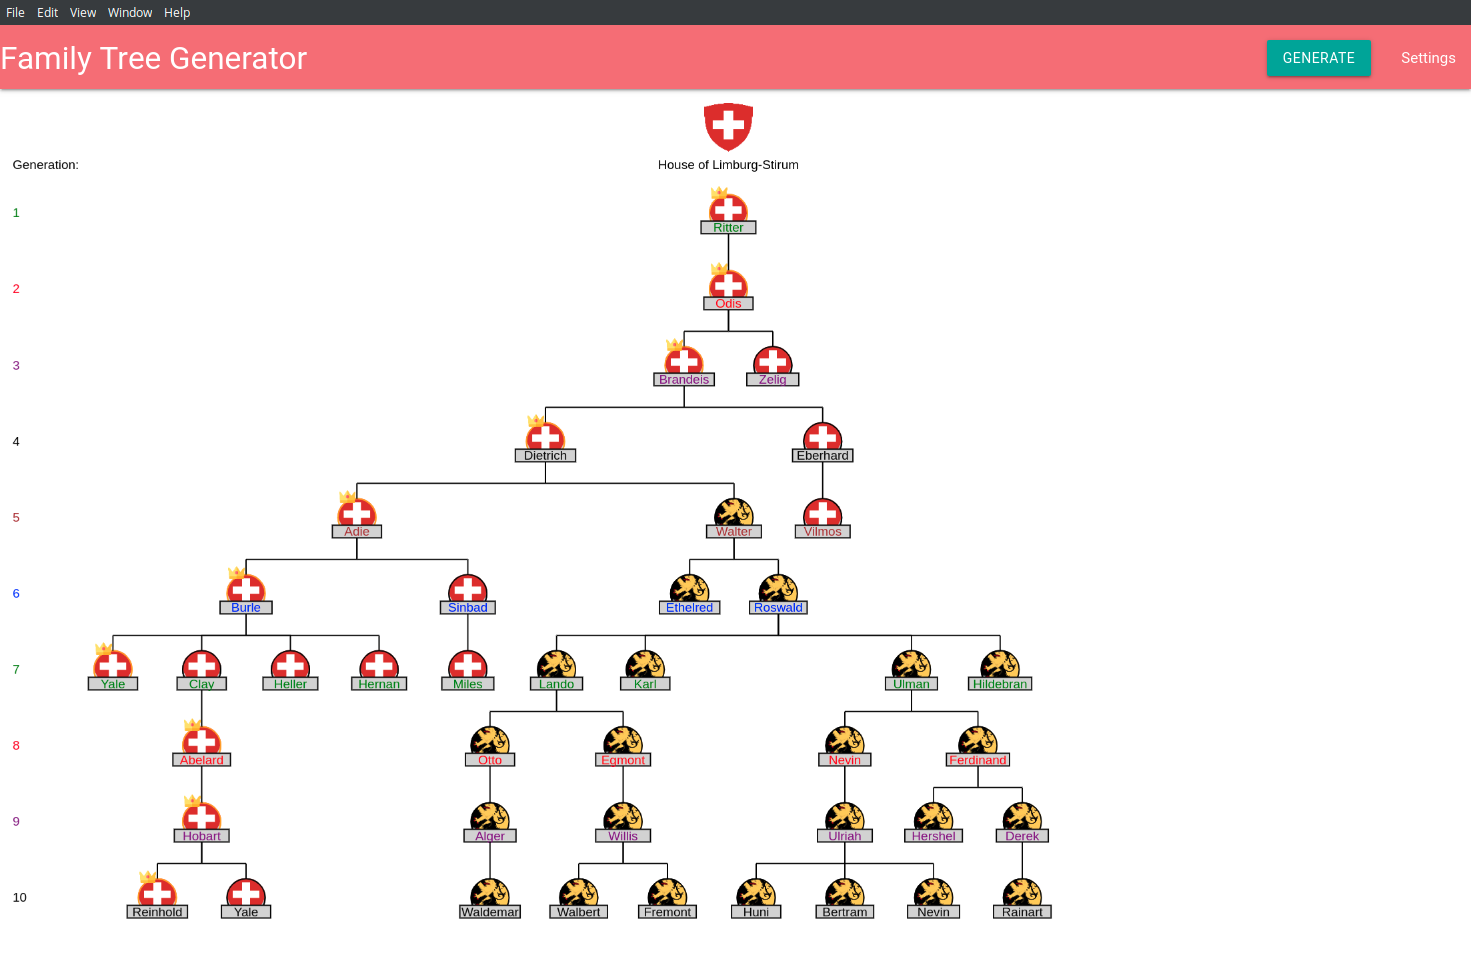 File Edit View Window Help
Family Tree Generator
GENERATE Settings
Generation:
House of Limburg-Stirum
1
Ritter
2
Odis
3
Brandeis Zelig
4
Dietrich Eberhard
5
Adie Walter Vilmos
6
Burle Sinbad Ethelred Roswald
7
Yale Clay Heller Hernan Miles Lando Karl Ulman Hildebran
8
Abelard Otto Egmont Nevin Ferdinand
9
Hobart Alger Willis Ulriah Hershel Derek
10
Reinhold Yale Waldemar Walbert Fremont Huni Bertram Nevin Rainart